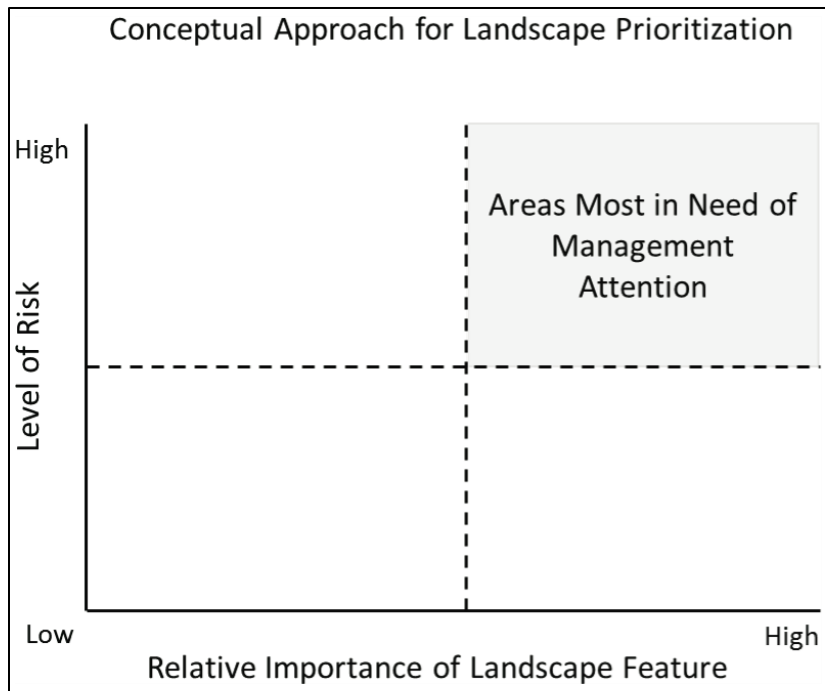 Conceptual Approach for Landscape Prioritization
High
Areas Most in Need of
Management
Attention
Level of Risk
Low
High
Relative Importance of Landscape Feature